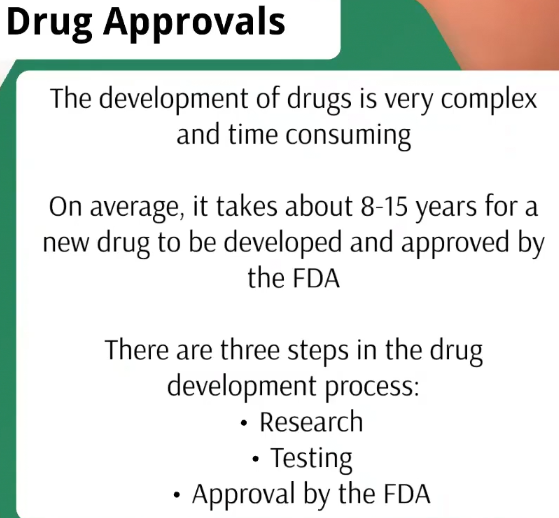 Drug Approvals
The development of drugs is very complex
and time consuming
On average, it takes about 8-15 years for a
new drug to be developed and approved by
the FDA
There are three steps in the drug
development process:
• Research
• Testing
• Approval by the FDA